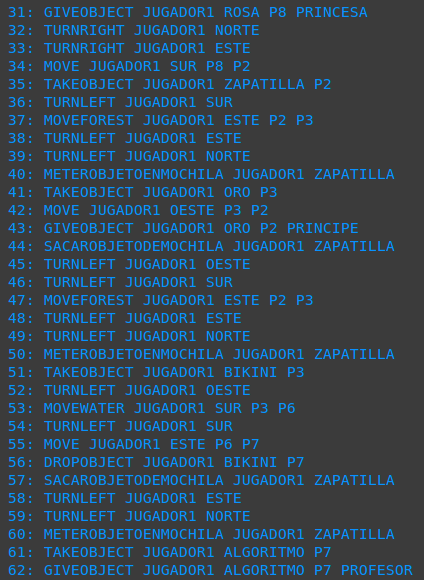 31: GIVEOBJECT JUGADOR1 ROSA P8 PRINCESA
32: TURNRIGHT JUGADOR1 NORTE
33: TURNRIGHT JUGADOR1 ESTE
34: MOVE JUGADOR1 SUR P8 P2
35: TAKEOBJECT JUGADOR1 ZAPATILLA P2
36: TURNLEFT JUGADOR1 SUR
37: MOVEFOREST JUGADOR1 ESTE P2 P3
38: TURNLEFT JUGADOR1 ESTE
39: TURNLEFT JUGADOR1 NORTE
40: METEROBJETOENMOCHILA JUGADOR1 ZAPATILLA
41: TAKEOBJECT JUGADOR1 ORO P3
42: MOVE JUGADOR1 OESTE P3 P2
43: GIVEOBJECT JUGADOR1 ORO P2 PRINCIPE
44: SACAROBJETODEMOCHILA JUGADOR1 ZAPATILLA
45: TURNLEFT JUGADOR1 OESTE
46: TURNLEFT JUGADOR1 SUR
47: MOVEFOREST JUGADOR1 ESTE P2 P3
48: TURNLEFT JUGADOR1 ESTE
49: TURNLEFT JUGADOR1 NORTE
50: METEROBJETOENMOCHILA JUGADOR1 ZAPATILLA
51: TAKEOBJECT JUGADOR1 BIKINI P3
52: TURNLEFT JUGADOR1 OESTE
53: MOVEWATER JUGADOR1 SUR P3 P6
54: TURNLEFT JUGADOR1 SUR
55: MOVE JUGADOR1 ESTE P6 P7
56: DROPOBJECT JUGADOR1 BIKINI P7
57: SACAROBJETODEMOCHILA JUGADOR1 ZAPATILLA
58: TURNLEFT JUGADOR1 ESTE
59: TURNLEFT JUGADOR1 NORTE
60: METEROBJETOENMOCHILA JUGADOR1 ZAPATILLA
61: TAKEOBJECT JUGADOR1 ALGORITMO P7
62: GIVEOBJECT JUGADOR1 ALGORITMO P7 PROFESOR